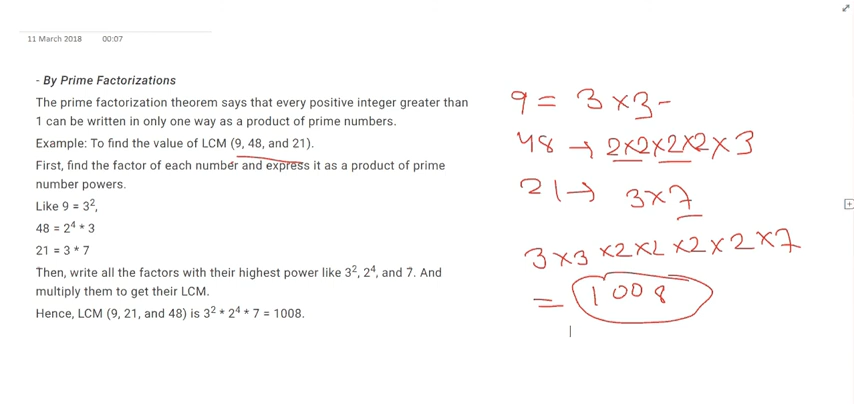 11 March 2018 00:07
- By Prime Factorizations
The prime factorization theorem says that every positive integer greater than
1 can be written in only one way as a product of prime numbers.
Example: To find the value of LCM (9, 48, and 21).
First, find the factor of each number and express it as a product of prime
number powers.
Like 9 = 3²,
48 = 2⁴ * 3
21 = 3 * 7
Then, write all the factors with their highest power like 3², 2⁴, and 7. And
multiply them to get their LCM.
Hence, LCM (9, 21, and 48) is 3² * 2⁴ * 7 = 1008.
9 = 3 × 3
48 → 2×2×2×2×3
21 → 3×7
3×3×2×2×2×2×7
= 1008